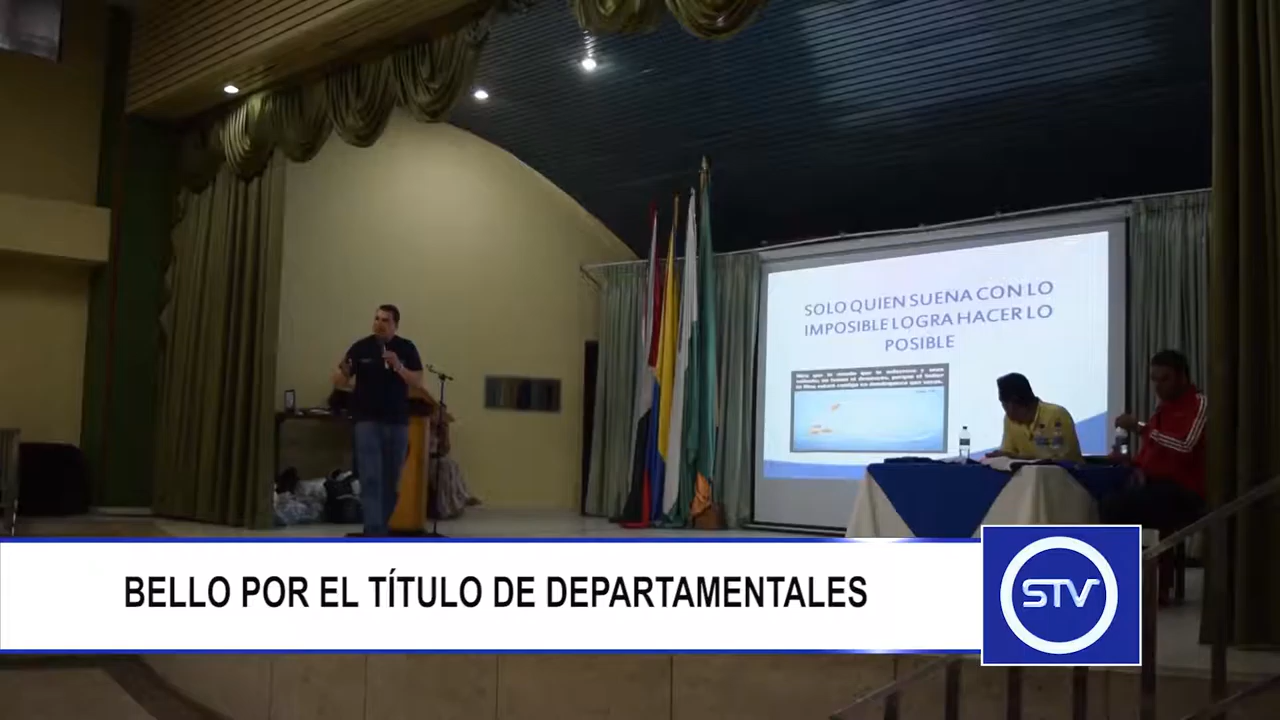 SOLO QUIEN SUENA CON LO
IMPOSIBLE LOGRA HACER LO
POSIBLE
BELLO POR EL TÍTULO DE DEPARTAMENTALES
STV